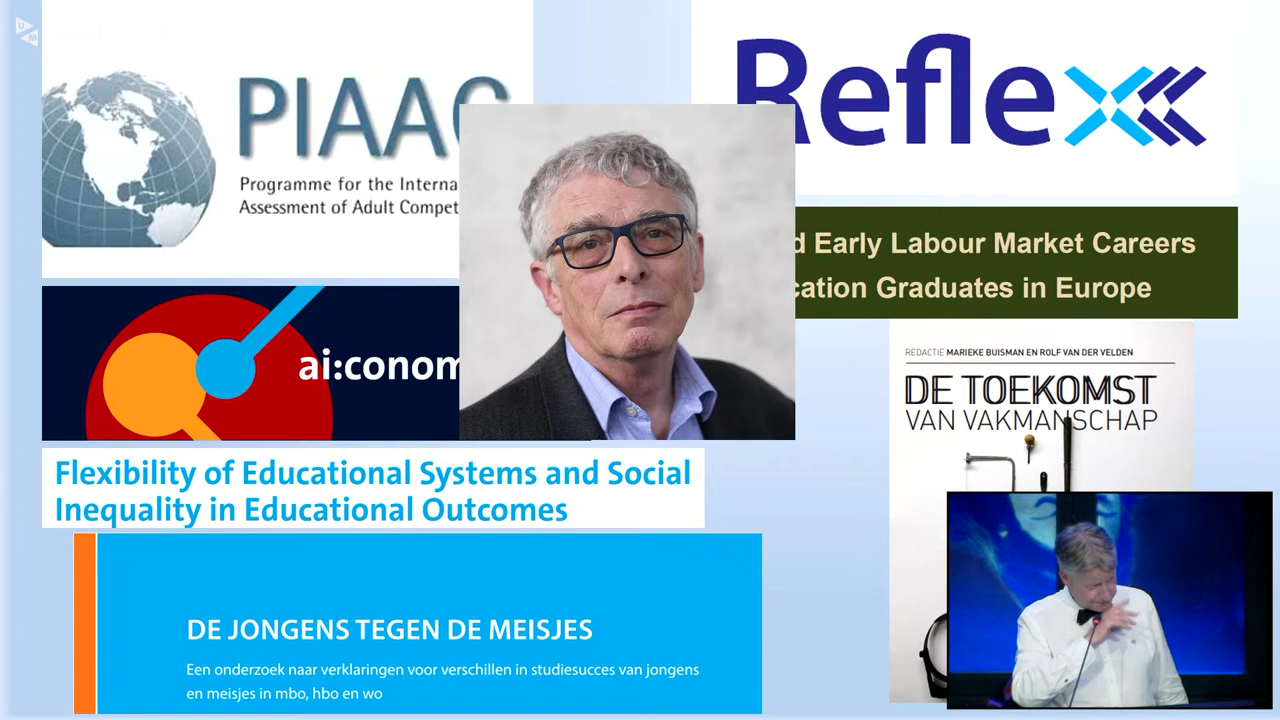 UM
PIAAC
Programme for the Interna
Assessment of Adult Compet
Reflex
d Early Labour Market Careers
cation Graduates in Europe
ai:conom
REDACTIE MARIEKE BUISMAN EN ROLF VAN DER VELDEN
DE TOEKOMST
VAN VAKMANSCHAP
Flexibility of Educational Systems and Social
Inequality in Educational Outcomes
DE JONGENS TEGEN DE MEISJES
Een onderzoek naar verklaringen voor verschillen in studiesucces van jongens
en meisjes in mbo, hbo en wo